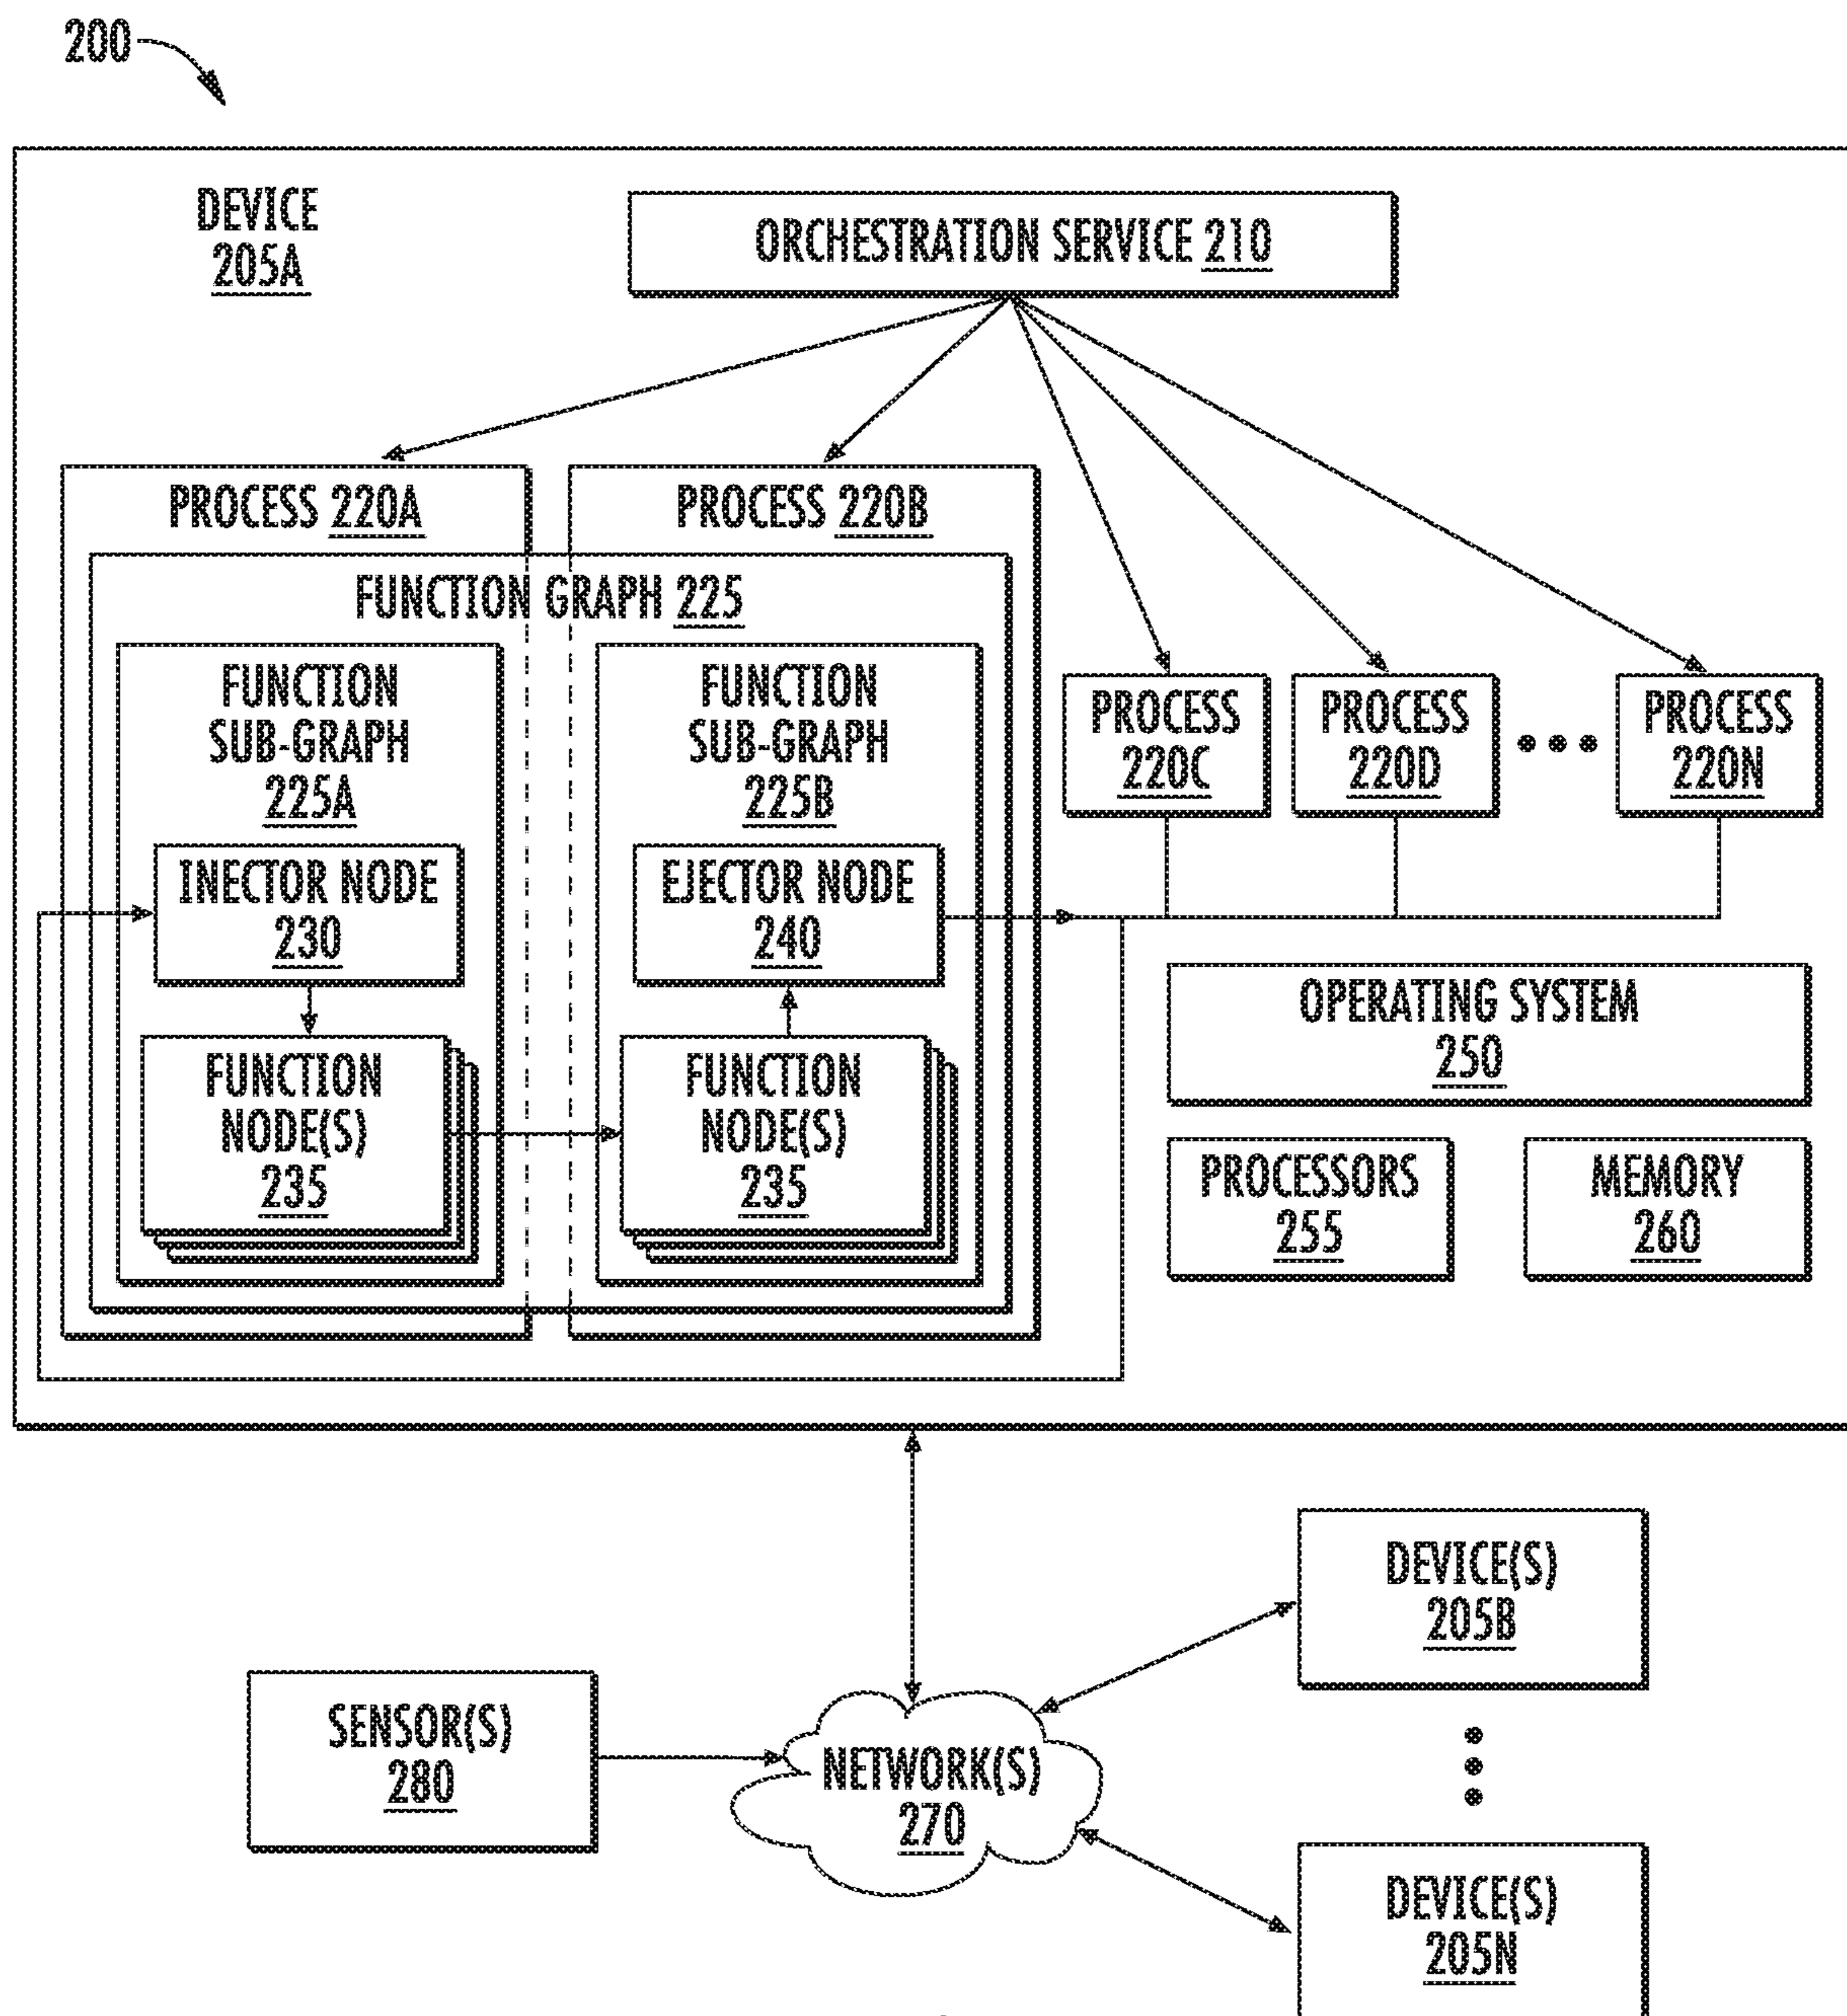 200
DEVICE
205A
ORCHESTRATION SERVICE 210
PROCESS 220A
PROCESS 220B
FUNCTION GRAPH 225
FUNCTION
SUB-GRAPH
225A
FUNCTION
SUB-GRAPH
225B
PROCESS
220C
PROCESS
220D
PROCESS
220N
INECTOR NODE
230
EJECTOR NODE
240
OPERATING SYSTEM
250
FUNCTION
NODE(S)
235
FUNCTION
NODE(S)
235
PROCESSORS
255
MEMORY
260
DEVICE(S)
205B
SENSOR(S)
280
NETWORK(S)
270
DEVICE(S)
205N